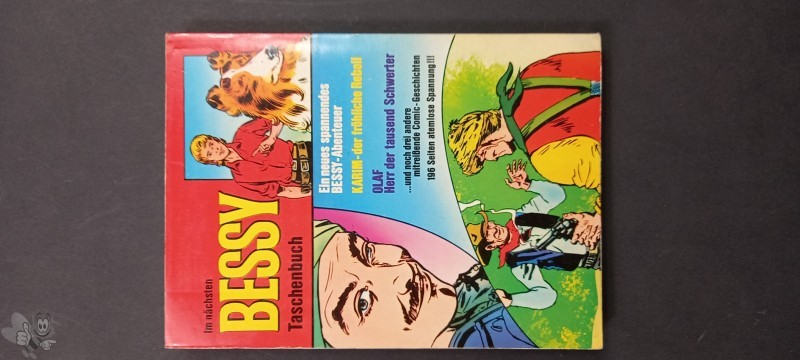 Im nächsten
BESSY
Taschenbuch
Ein neues spannendes
BESSY-Abenteuer
KARIM - der fröhliche Rebell
OLAF
Herr der tausend Schwerter
...und noch drei andere
mitreißende Comic-Geschichten
196 Seiten atemlose Spannung!!!